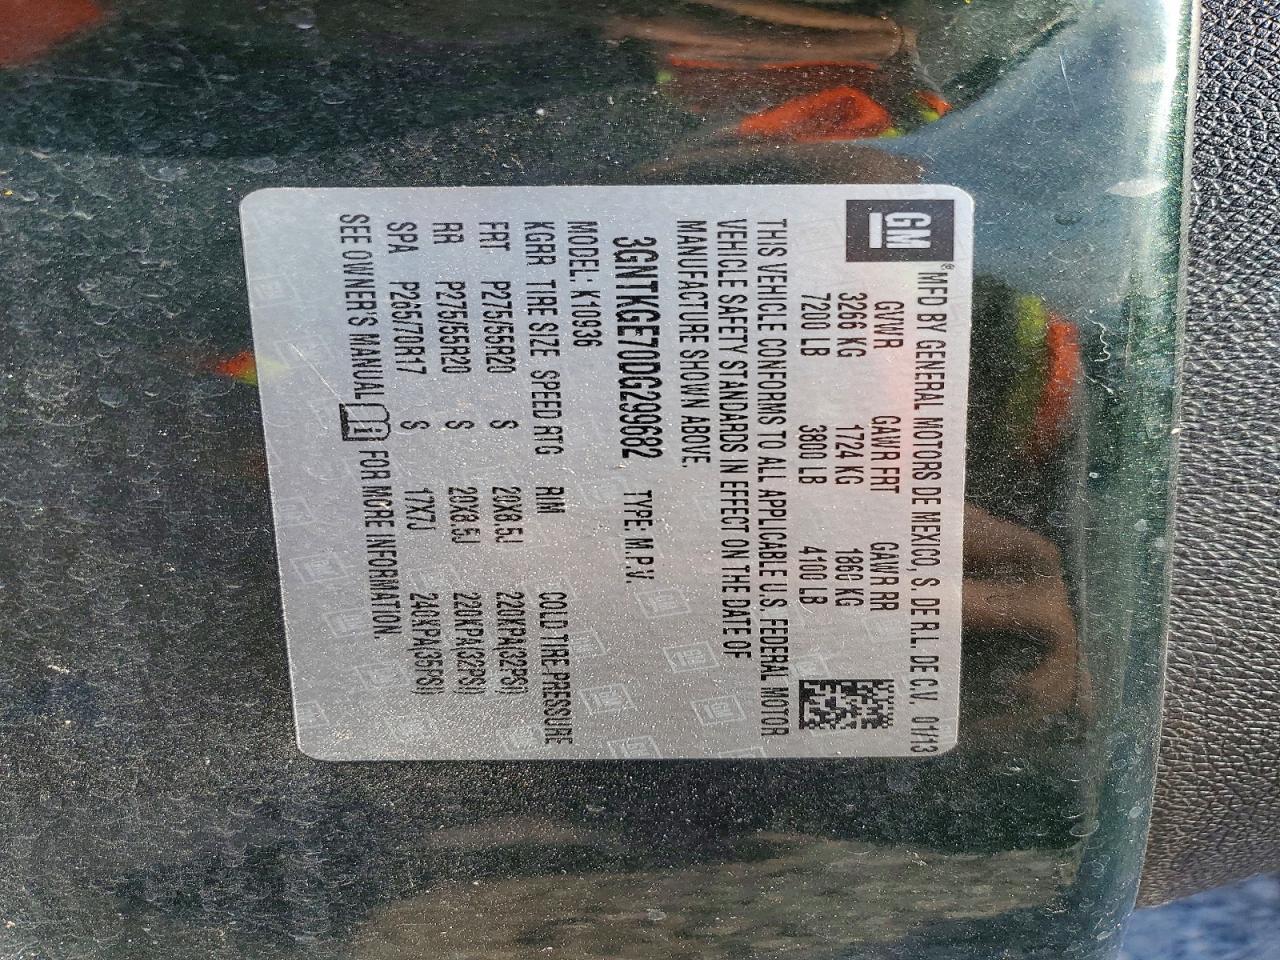 GM
®
MFD BY GENERAL MOTORS DE MEXICO, S. DE R.L. DE C.V. 01/13
GVWR GAWR FRT GAWR RR
3266 KG 1724 KG 1860 KG
7200 LB 3800 LB 4100 LB
THIS VEHICLE CONFORMS TO ALL APPLICABLE U.S. FEDERAL MOTOR
VEHICLE SAFETY STANDARDS IN EFFECT ON THE DATE OF
MANUFACTURE SHOWN ABOVE.
3GNTKGE70DG299682 TYPE: M.P.V.
MODEL: K10936
KGRR TIRE SIZE SPEED RTG RIM COLD TIRE PRESSURE
FRT P275/55R20 S 20X8.5J 220KPA(32PSI)
RR P275/55R20 S 20X8.5J 220KPA(32PSI)
SPA P265/70R17 S 17X7J 240KPA(35PSI)
SEE OWNER'S MANUAL FOR MORE INFORMATION.